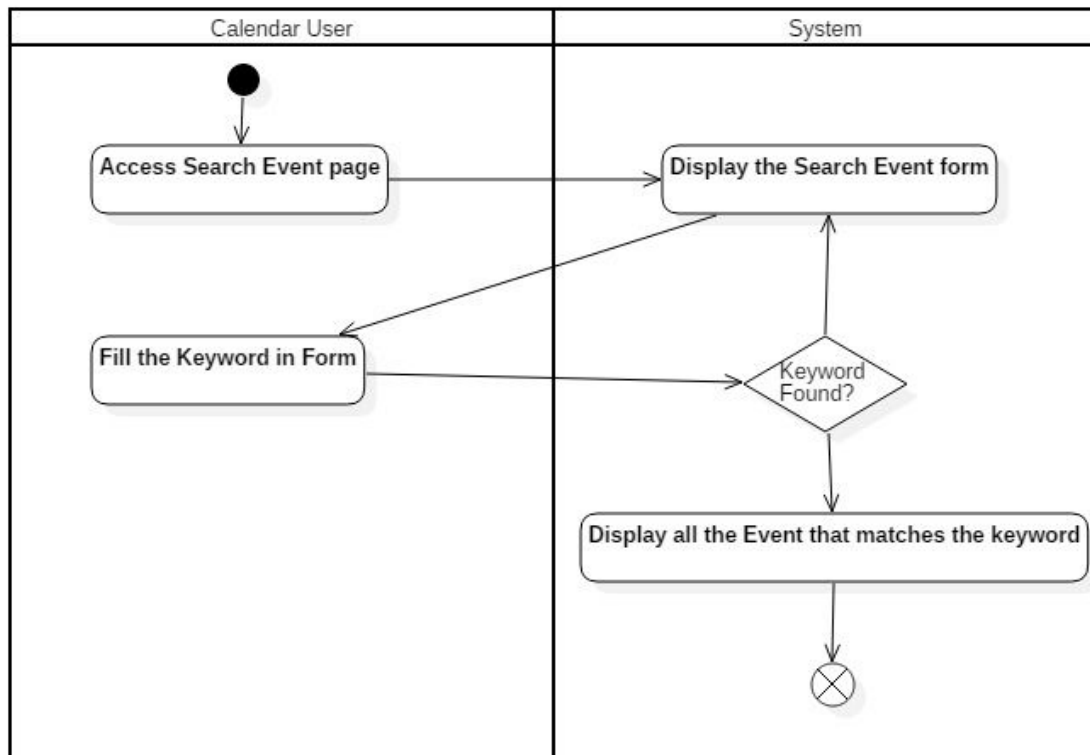 Calendar User
System
Access Search Event page
Display the Search Event form
Fill the Keyword in Form
Keyword
Found?
Display all the Event that matches the keyword